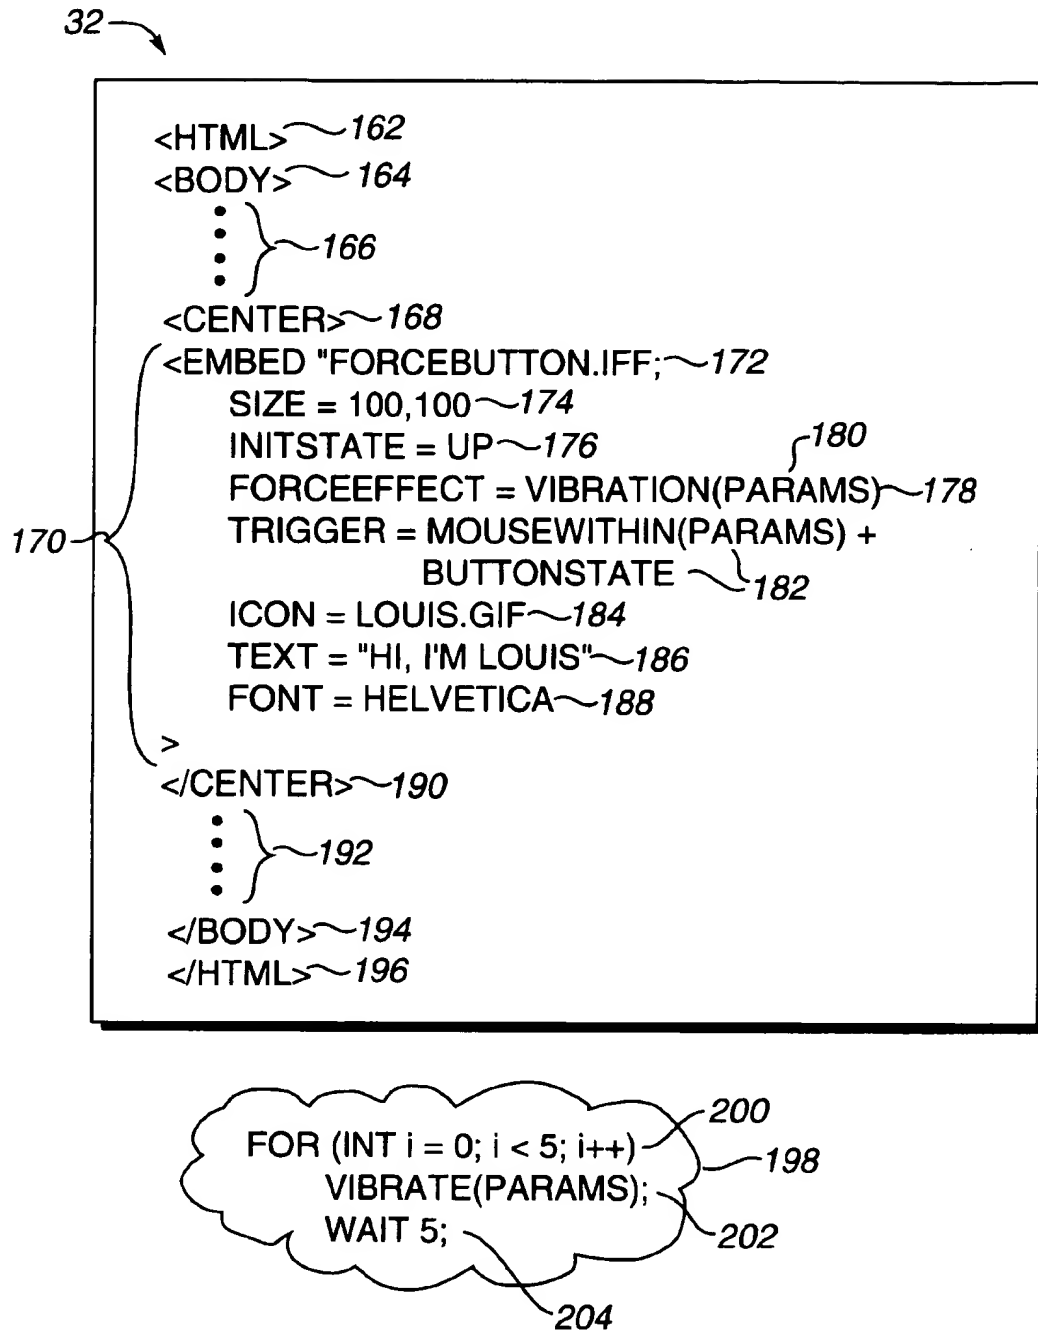 32
<HTML> 162
<BODY> 164
166
<CENTER> 168
<EMBED "FORCEBUTTON.IFF; 172
SIZE = 100,100 174
INITSTATE = UP 176
180
FORCEEFFECT = VIBRATION(PARAMS) 178
170 TRIGGER = MOUSEWITHIN(PARAMS) +
BUTTONSTATE 182
ICON = LOUIS.GIF 184
TEXT = "HI, I'M LOUIS" 186
FONT = HELVETICA 188
>
</CENTER> 190
192
</BODY> 194
</HTML> 196
FOR (INT i = 0; i < 5; i++) 200
198
VIBRATE(PARAMS); 202
WAIT 5; 204